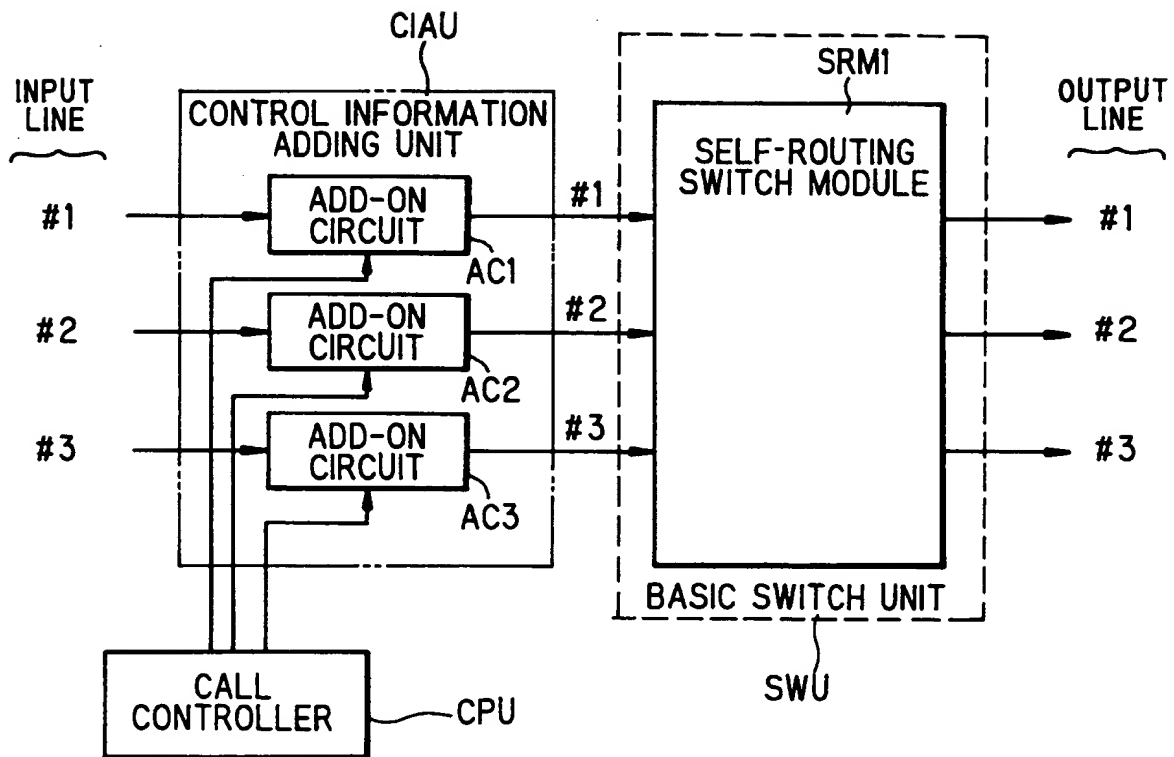 CIAU
SRM1
INPUT
LINE
OUTPUT
LINE
CONTROL INFORMATION
ADDING UNIT
SELF-ROUTING
SWITCH MODULE
#1
ADD-ON
CIRCUIT
AC1
#1
#1
#2
ADD-ON
CIRCUIT
AC2
#2
#2
#3
ADD-ON
CIRCUIT
AC3
#3
#3
BASIC SWITCH UNIT
SWU
CALL
CONTROLLER
CPU